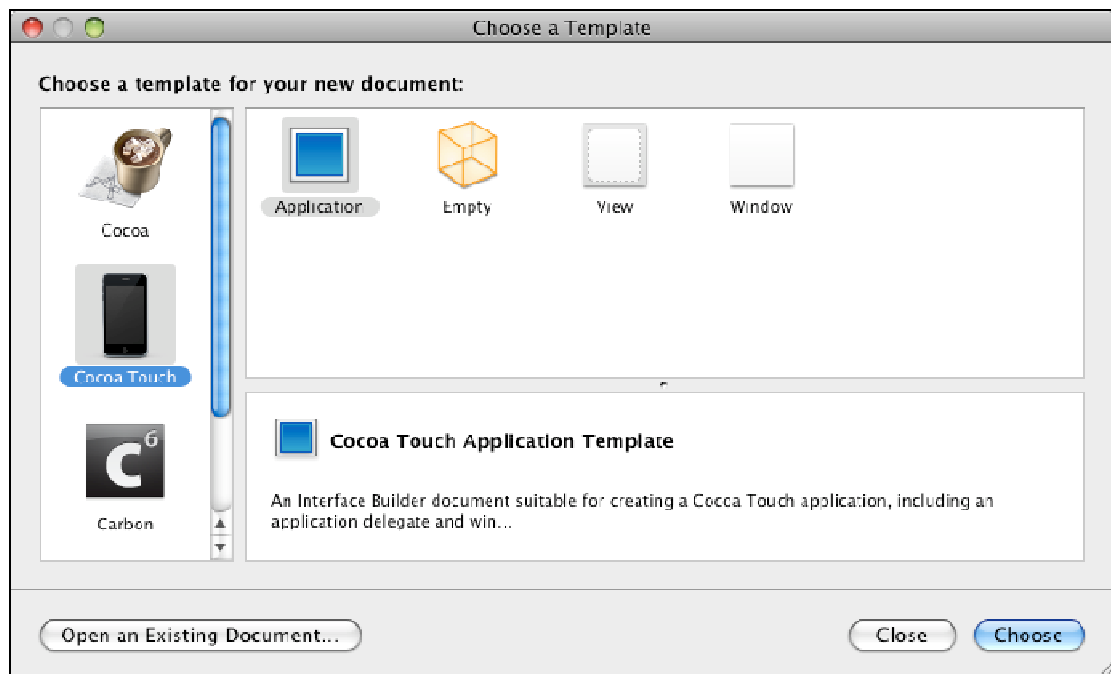 Choose a Template
Choose a template for your new document:
Cocoa
Cocoa Touch
C6
Carbon
Application
Empty
View
Window
Cocoa Touch Application Template
An Interface Builder document suitable for creating a Cocoa Touch application, including an
application delegate and win...
Open an Existing Document...
Close
Choose